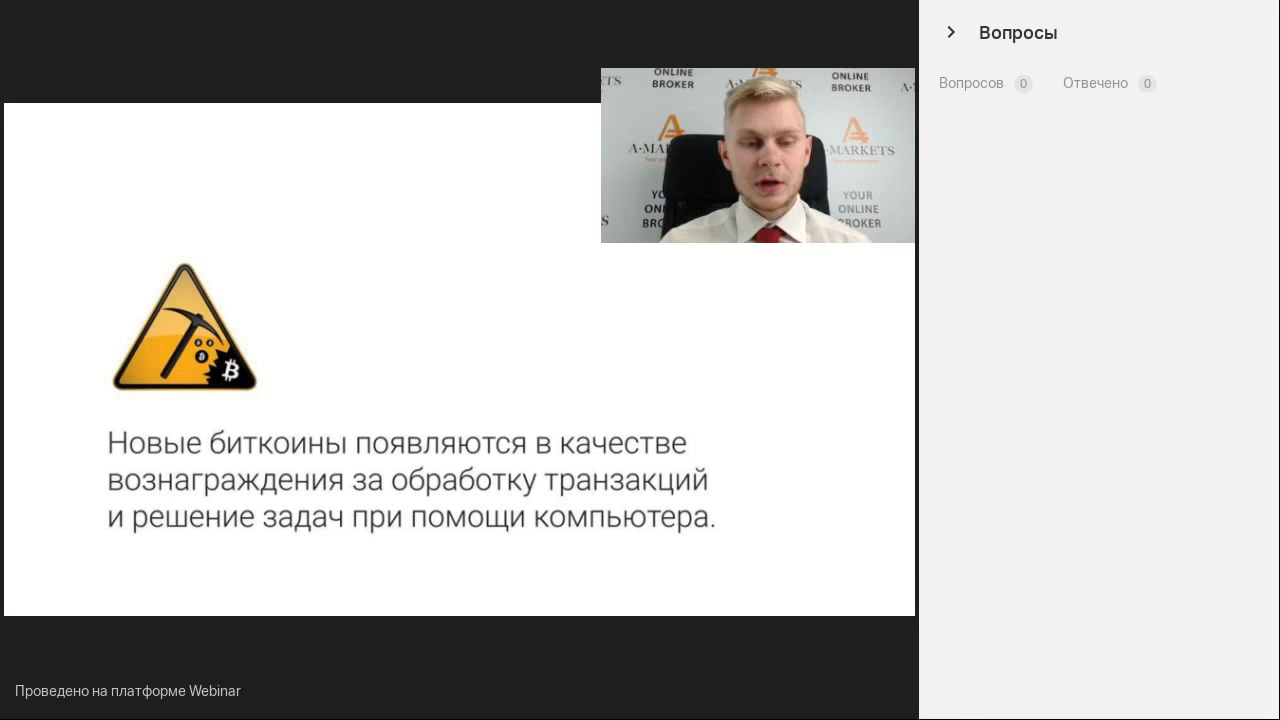 Вопросы
Вопросов 0 Отвечено 0
ETS
ONLINE
BROKER
ONLINE
BROKER
A-MARKETS
YOUR
ONLINE
BROKER
Новые биткоины появляются в качестве
вознаграждения за обработку транзакций
и решение задач при помощи компьютера.
Проведено на платформе Webinar